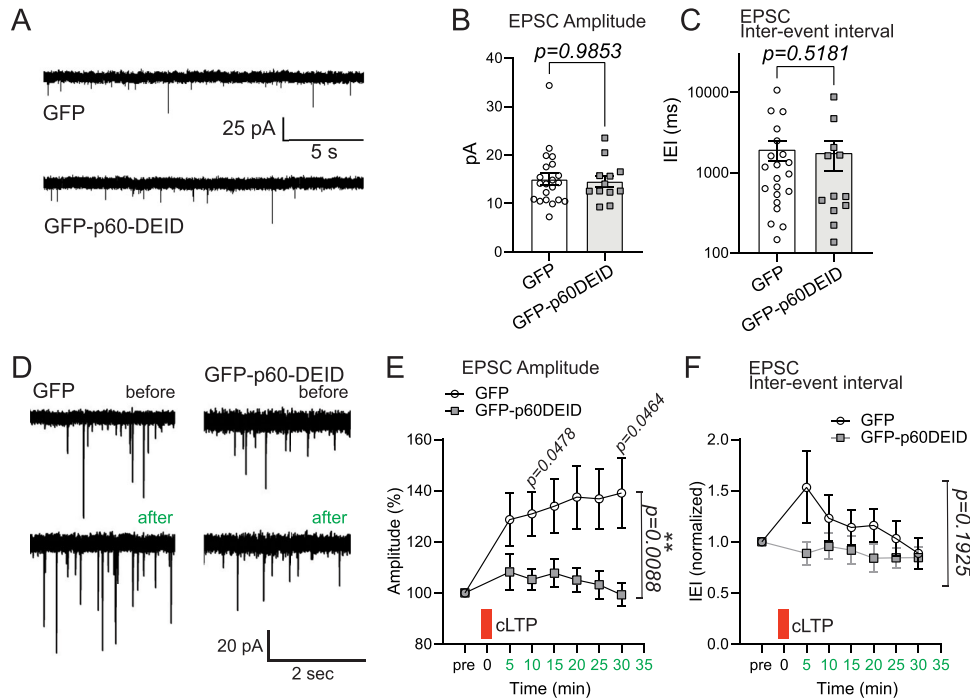 A
GFP
25 pA
5 s
GFP-p60-DEID
B
EPSC Amplitude
p=0.9853
pA
40
30
20
10
0
GFP
GFP-p60DEID
C
EPSC
Inter-event interval
p=0.5181
IEI (ms)
10000
1000
100
GFP
GFP-p60DEID
D
GFP
before
GFP-p60-DEID
before
after
after
20 pA
2 sec
E
EPSC Amplitude
GFP
GFP-p60DEID
p=0.0478
p=0.0464
**
p=0.0088
Amplitude (%)
160
140
120
100
80
cLTP
pre 0 5 10 15 20 25 30 35
Time (min)
F
EPSC
Inter-event interval
GFP
GFP-p60DEID
p=0.1925
IEI (normalized)
2.0
1.5
1.0
0.5
0.0
cLTP
pre 0 5 10 15 20 25 30 35
Time (min)